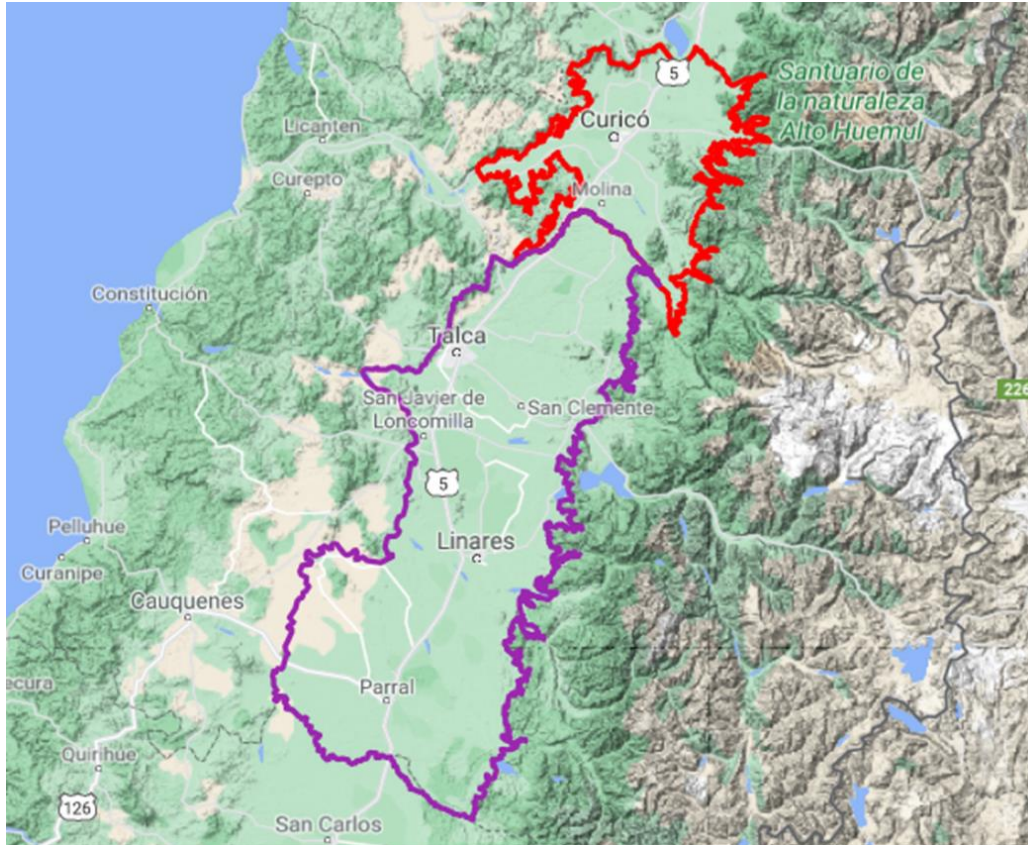 5
Santuario de
la naturaleza
Alto Huemul
Licanten
Curicó
Curepto
Molina
Constitución
Talca
226
San Javier de
Loncomilla
San Clemente
5
Pelluhue
Linares
Curanipe
Cauquenes
ecura
Parral
Quirihue
126
San Carlos